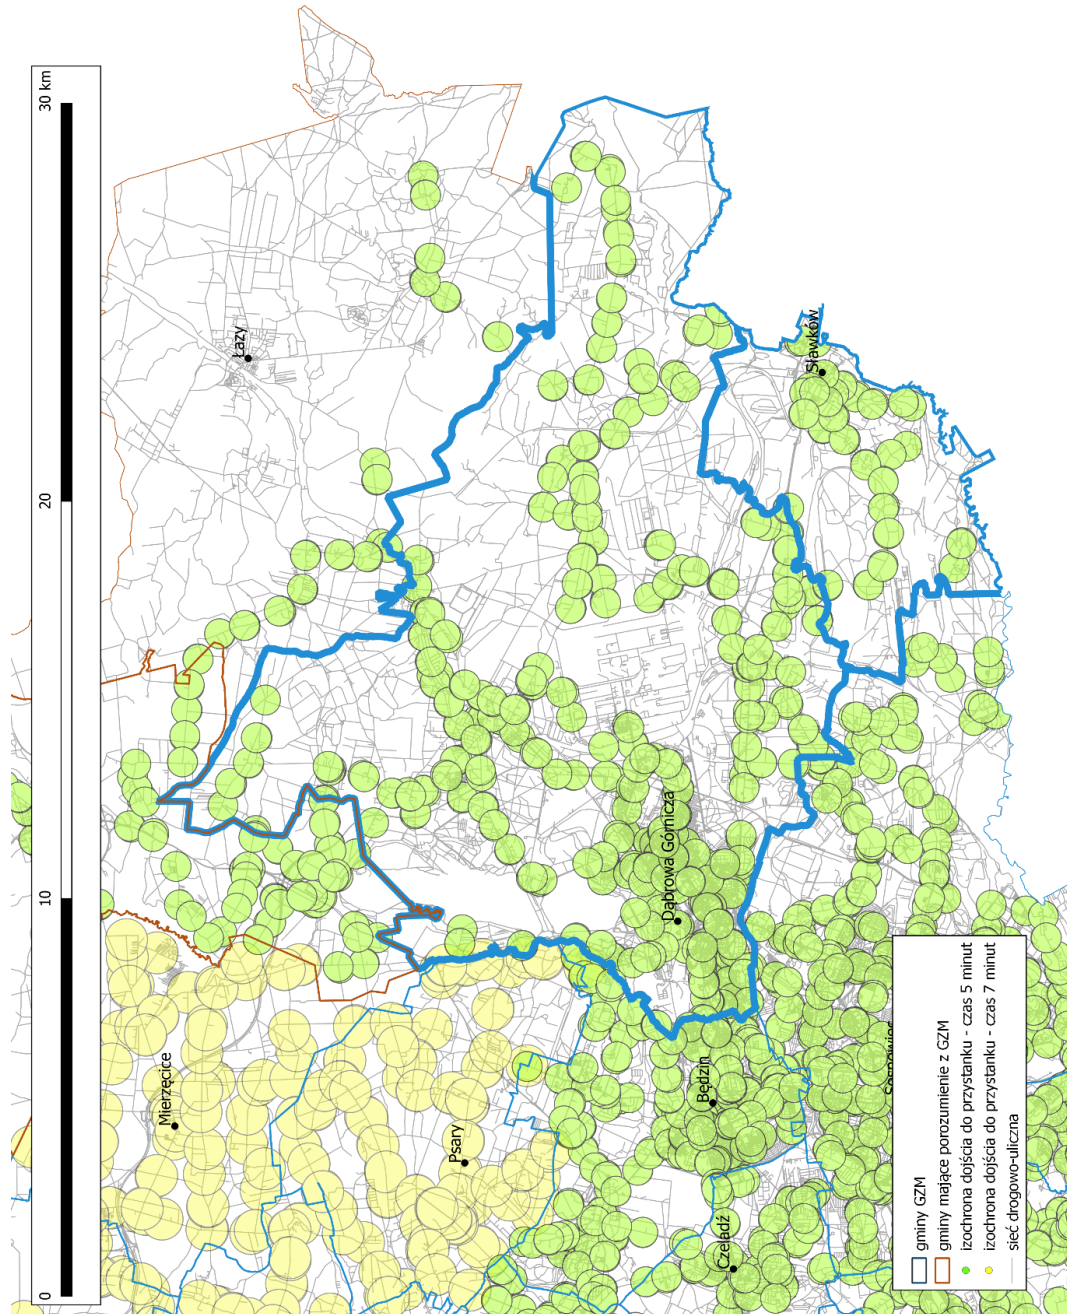 0
10
20
30 km
Łazy
Sławków
Dąbrowa Górnicza
Mierzęcice
Psary
Będzin
Czeladź
gminy GZM
gminy mające porozumienie z GZM
izochrona dojścia do przystanku - czas 5 minut
izochrona dojścia do przystanku - czas 7 minut
sieć drogowo-uliczna